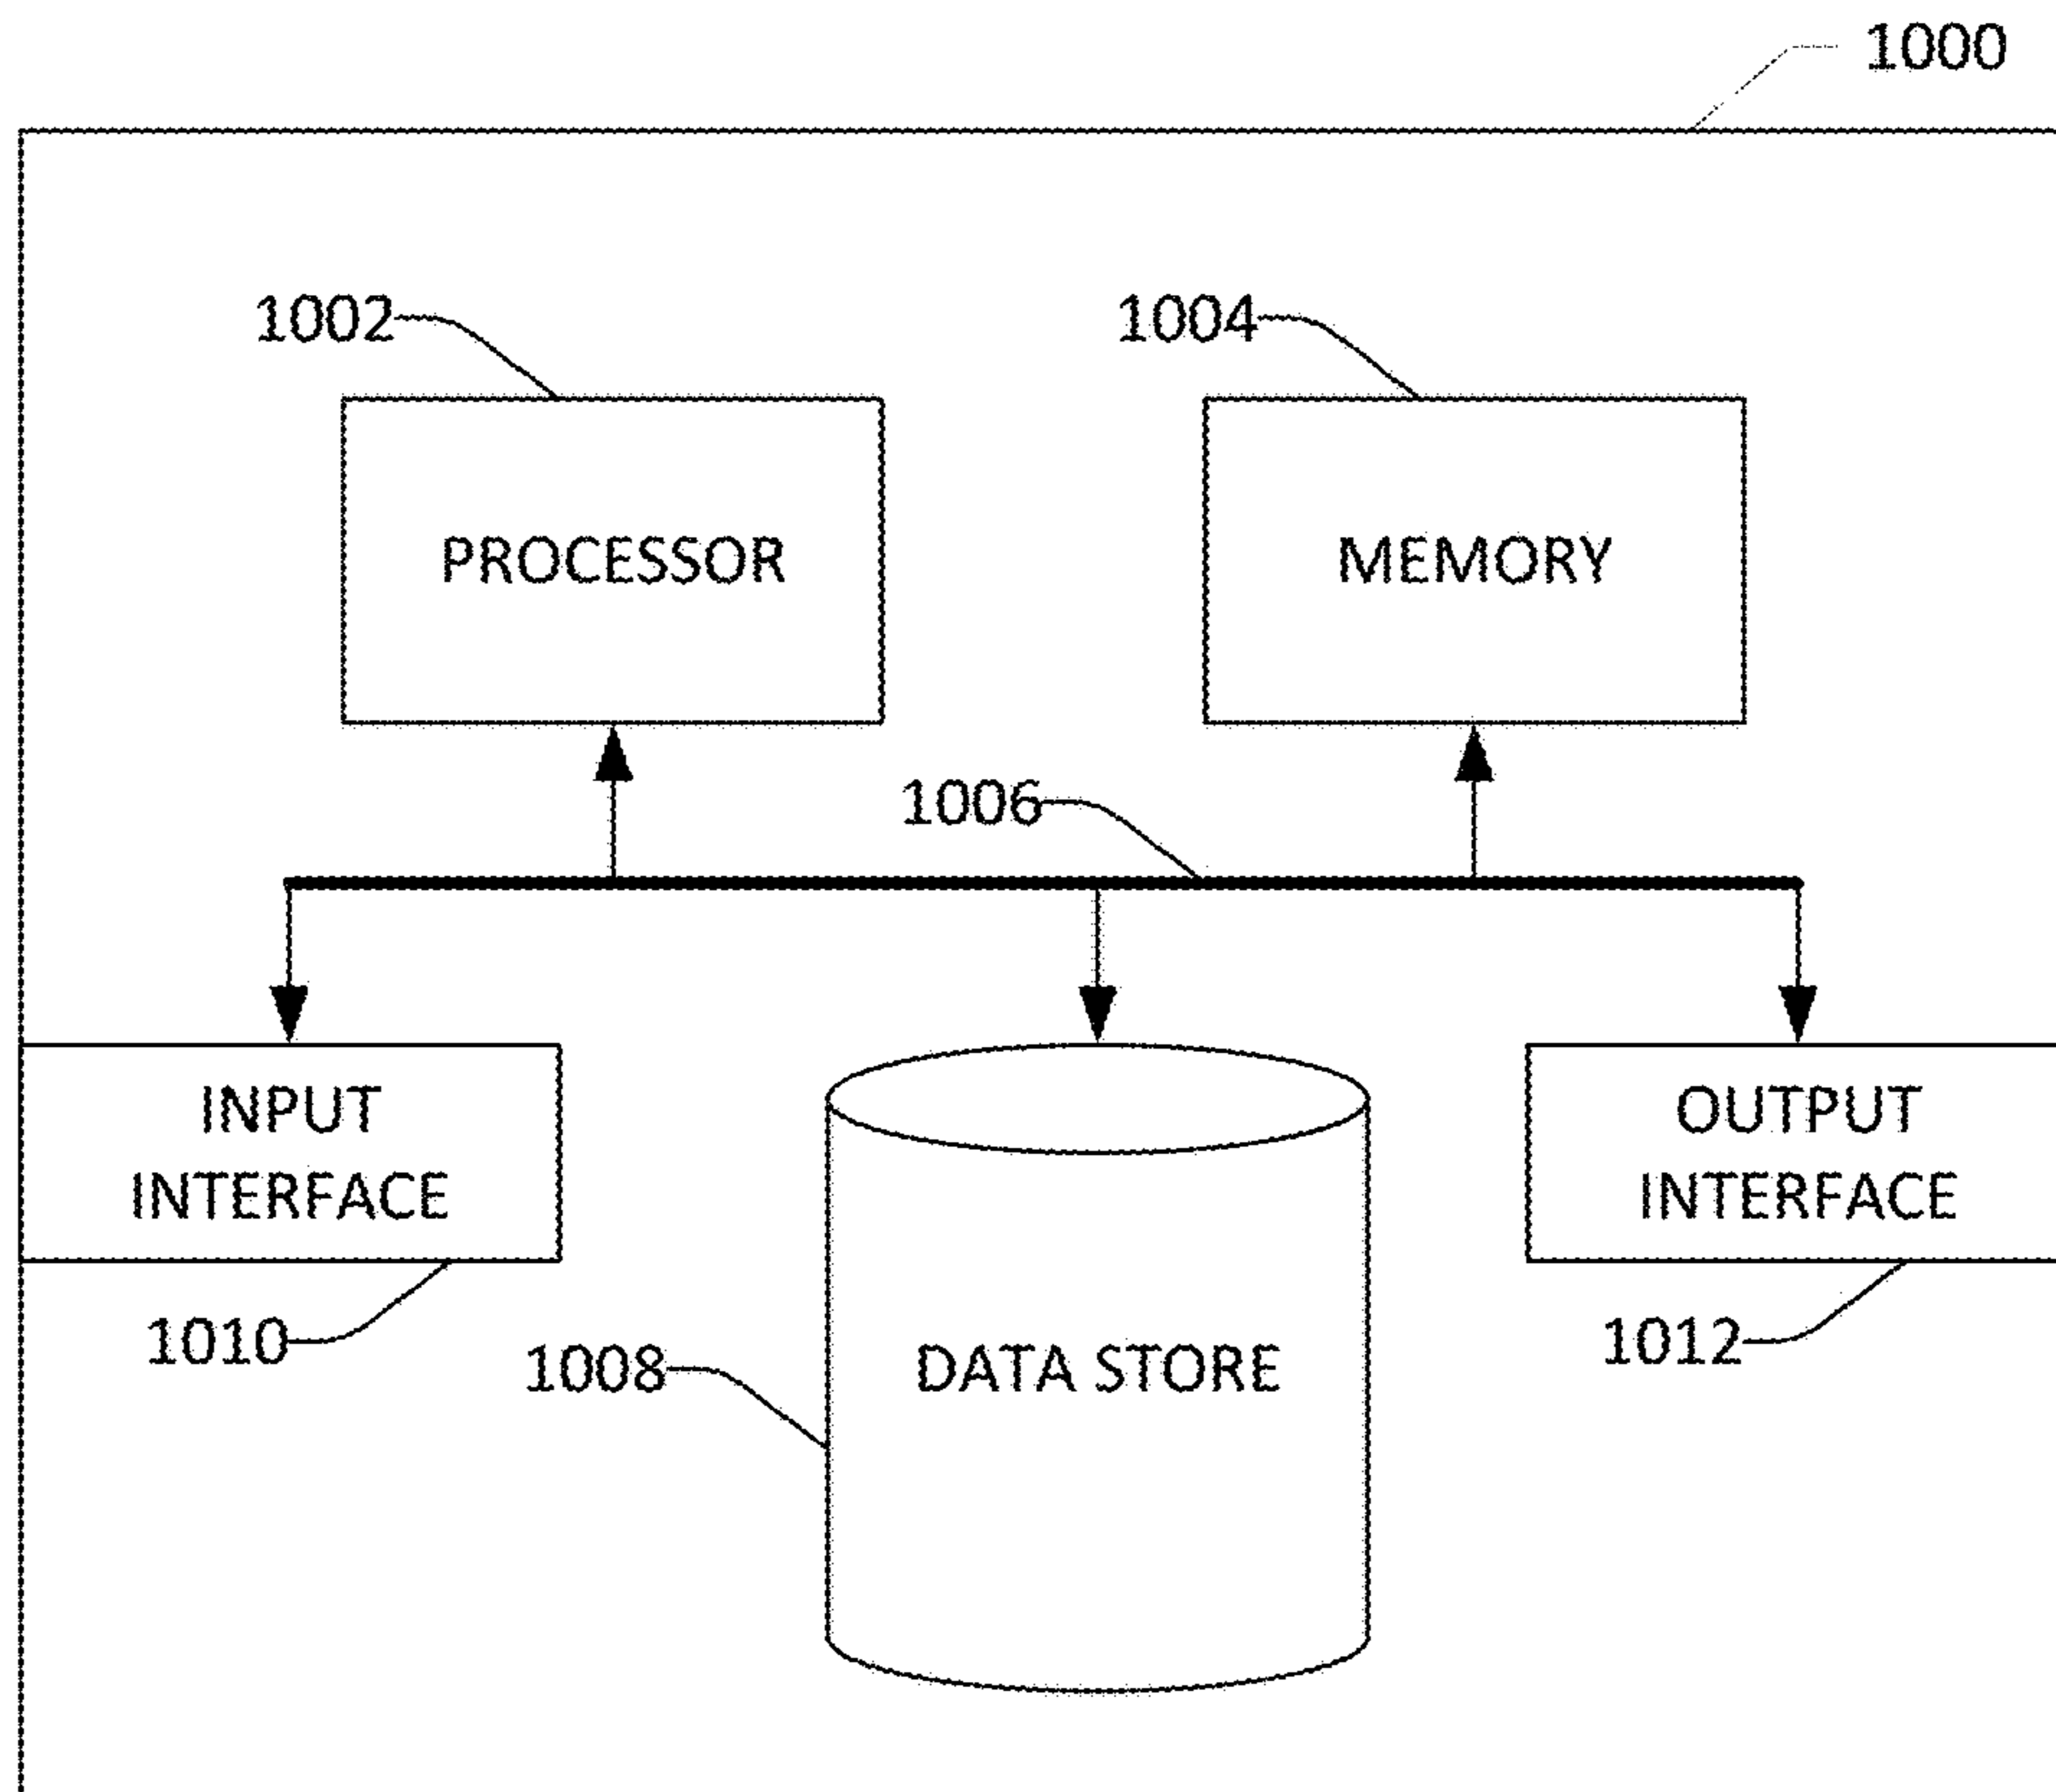 1000
1002
1004
PROCESSOR
MEMORY
1006
INPUT
INTERFACE
OUTPUT
INTERFACE
1010
1008
DATA STORE
1012